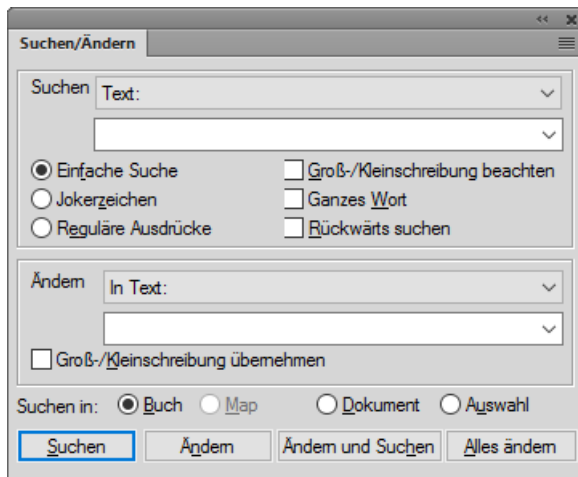 Suchen/Ändern
Suchen Text:
Einfache Suche Groß-/Kleinschreibung beachten
Jokerzeichen Ganzes Wort
Reguläre Ausdrücke Rückwärts suchen
Ändern In Text:
Groß-/Kleinschreibung übernehmen
Suchen in: Buch Map Dokument Auswahl
Suchen Ändern Ändern und Suchen Alles ändern